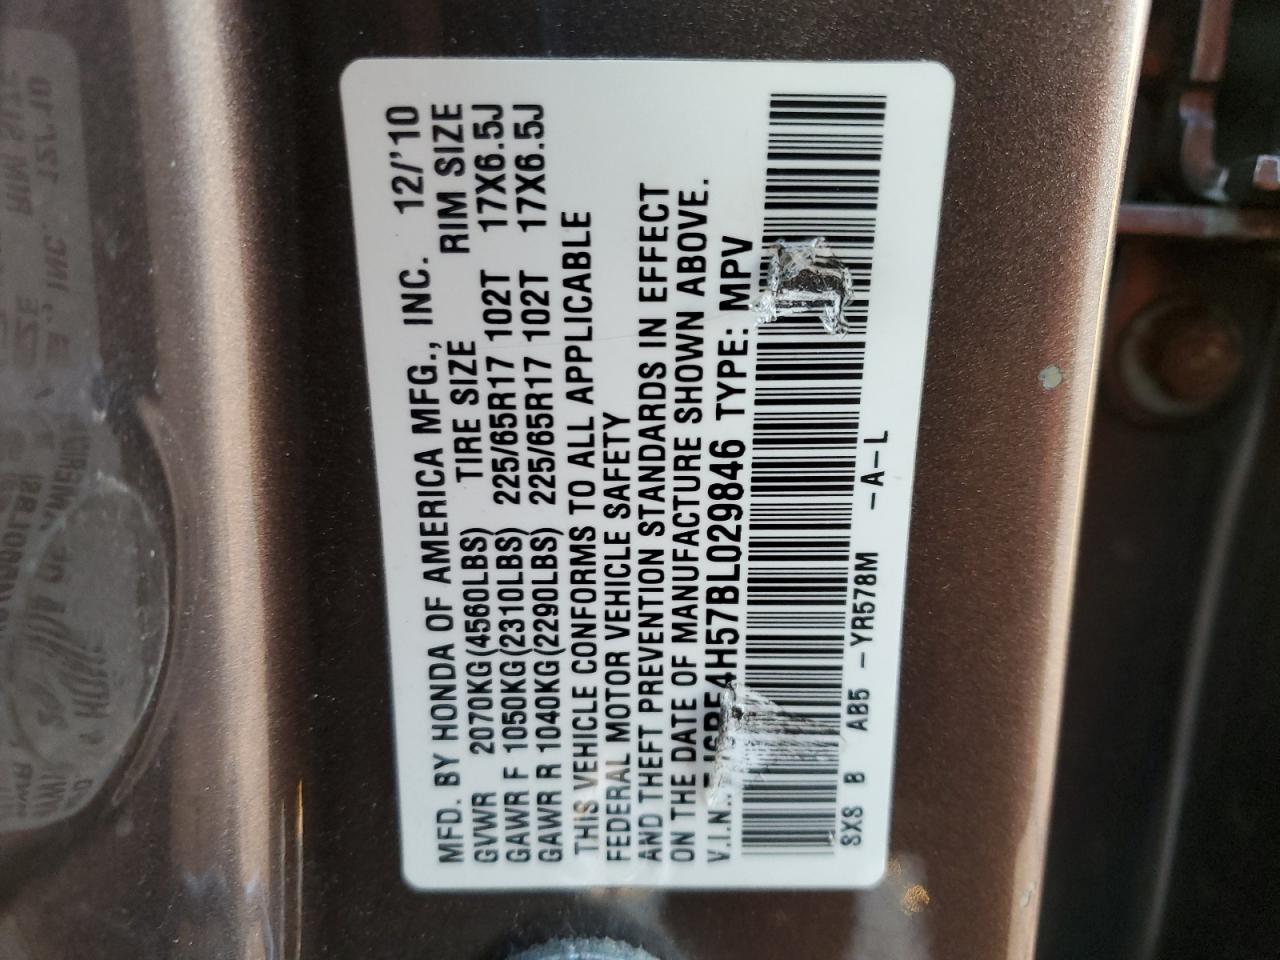 MFD. BY HONDA OF AMERICA MFG., INC. 12/'10
GVWR 2070KG(4560LBS) TIRE SIZE RIM SIZE
GAWR F 1050KG(2310LBS) 225/65R17 102T 17X6.5J
GAWR R 1040KG(2290LBS) 225/65R17 102T 17X6.5J
THIS VEHICLE CONFORMS TO ALL APPLICABLE
FEDERAL MOTOR VEHICLE SAFETY
AND THEFT PREVENTION STANDARDS IN EFFECT
ON THE DATE OF MANUFACTURE SHOWN ABOVE.
V.I.N. TYPE: MPV
SXS B AB5 -YR578M -A-L